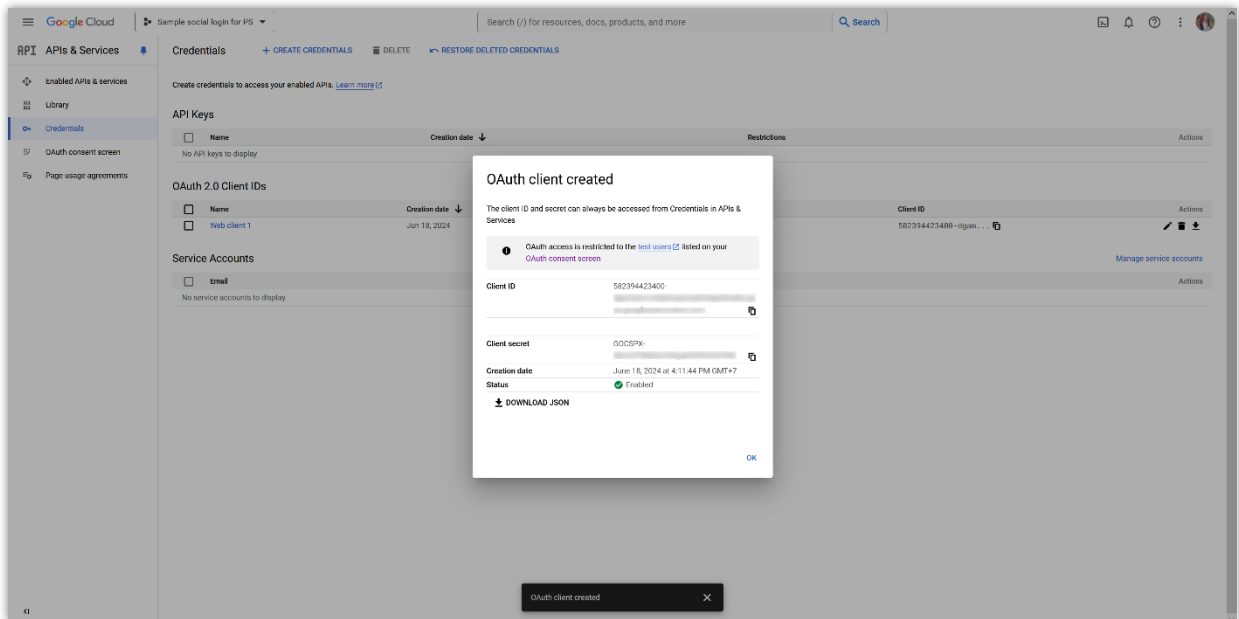 Google Cloud
Sample social login for PS
Search (/) for resources, docs, products, and more
Search
API APIs & Services
Credentials
+ CREATE CREDENTIALS
DELETE
RESTORE DELETED CREDENTIALS
Enabled APIs & services
Library
Credentials
OAuth consent screen
Page usage agreements
Create credentials to access your enabled APIs. Learn more
API Keys
Name
Creation date
Restrictions
Actions
No API keys to display
OAuth 2.0 Client IDs
Name
Creation date
Client ID
Actions
Web client 1
Jun 18, 2024
582394423400-dgam...
Service Accounts
Manage service accounts
Email
Actions
No service accounts to display
OAuth client created
The client ID and secret can always be accessed from Credentials in APIs &
Services
OAuth access is restricted to the test users listed on your
OAuth consent screen
Client ID
582394423400-
Client secret
GOCSPX-
Creation date
June 18, 2024 at 4:11:44 PM GMT+7
Status
Enabled
DOWNLOAD JSON
OK
OAuth client created